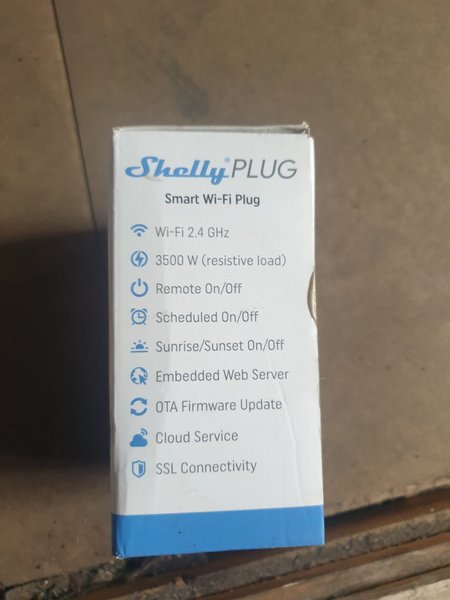 Shelly® PLUG
Smart Wi-Fi Plug
Wi-Fi 2.4 GHz
3500 W (resistive load)
Remote On/Off
Scheduled On/Off
Sunrise/Sunset On/Off
Embedded Web Server
OTA Firmware Update
Cloud Service
SSL Connectivity